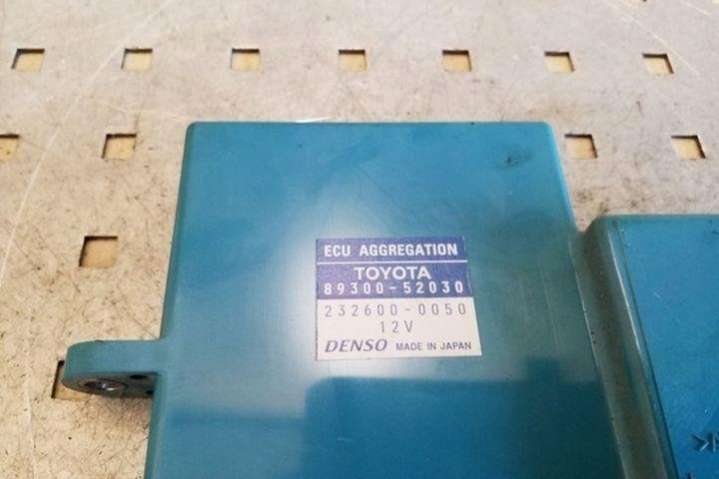 ECU AGGREGATION
TOYOTA
89300-52030
232600-0050
12V
DENSO MADE IN JAPAN